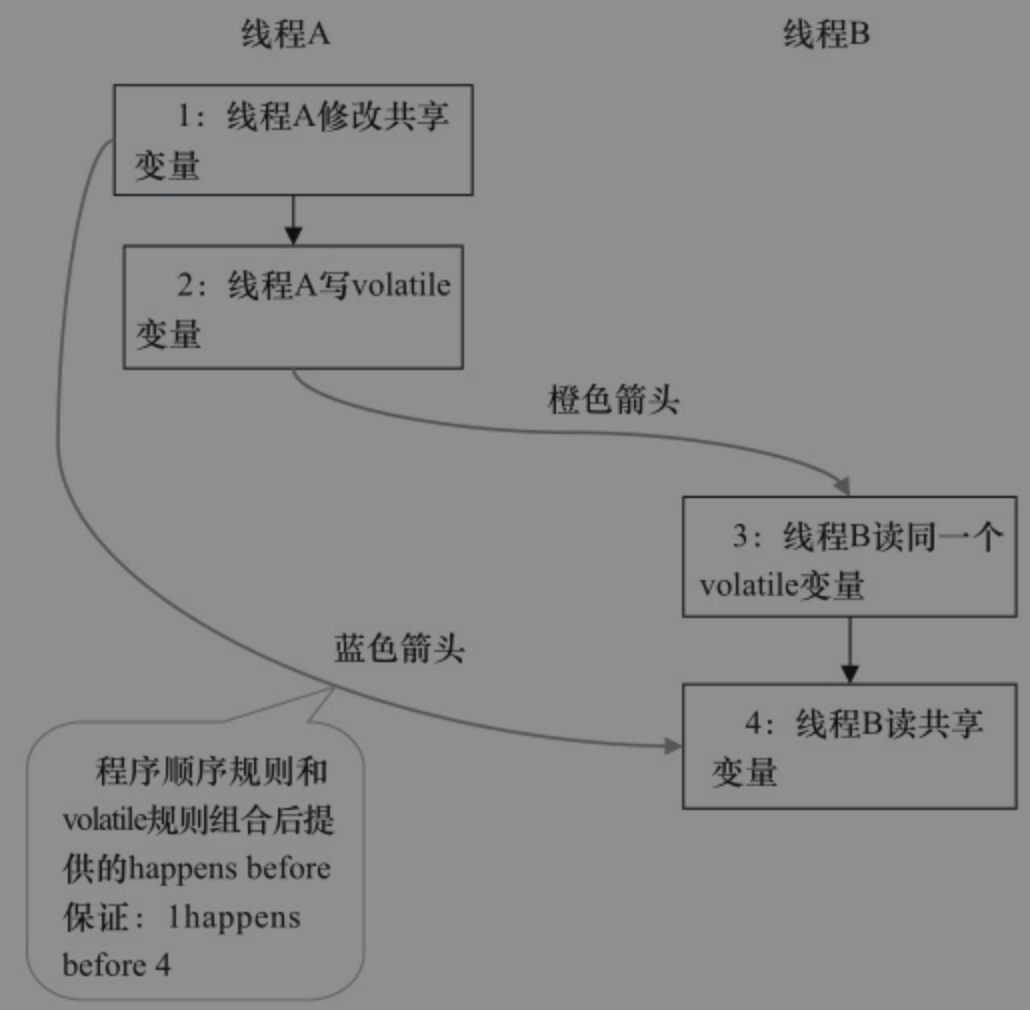 线程A
线程B
1：线程A修改共享
变量
2：线程A写volatile
变量
橙色箭头
3：线程B读同一个
volatile变量
蓝色箭头
4：线程B读共享
变量
程序顺序规则和
volatile规则组合后提
供的happens before
保证：1happens
before 4